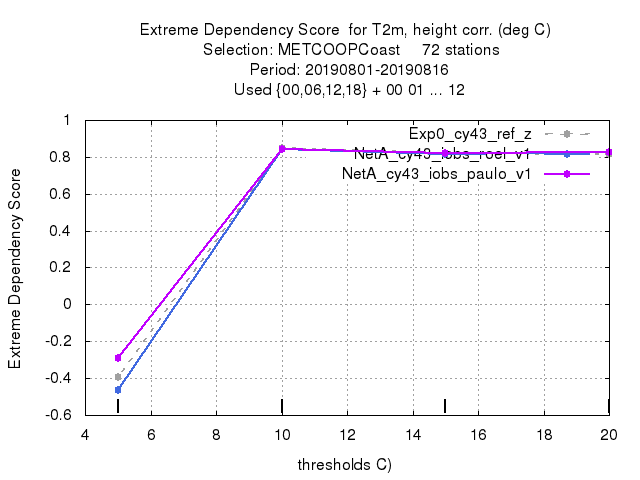 Extreme Dependency Score  for T2m, height corr. (deg C)
Selection: METCOOPCoast     72 stations
Period: 20190801-20190816
Used {00,06,12,18} + 00 01 ... 12
Extreme Dependency Score
1
0.8
0.6
0.4
0.2
0
-0.2
-0.4
-0.6
Exp0_cy43_ref_z
NetA_cy43_iobs_roel_v1
NetA_cy43_iobs_paulo_v1
4 6 8 10 12 14 16 18 20
thresholds C)